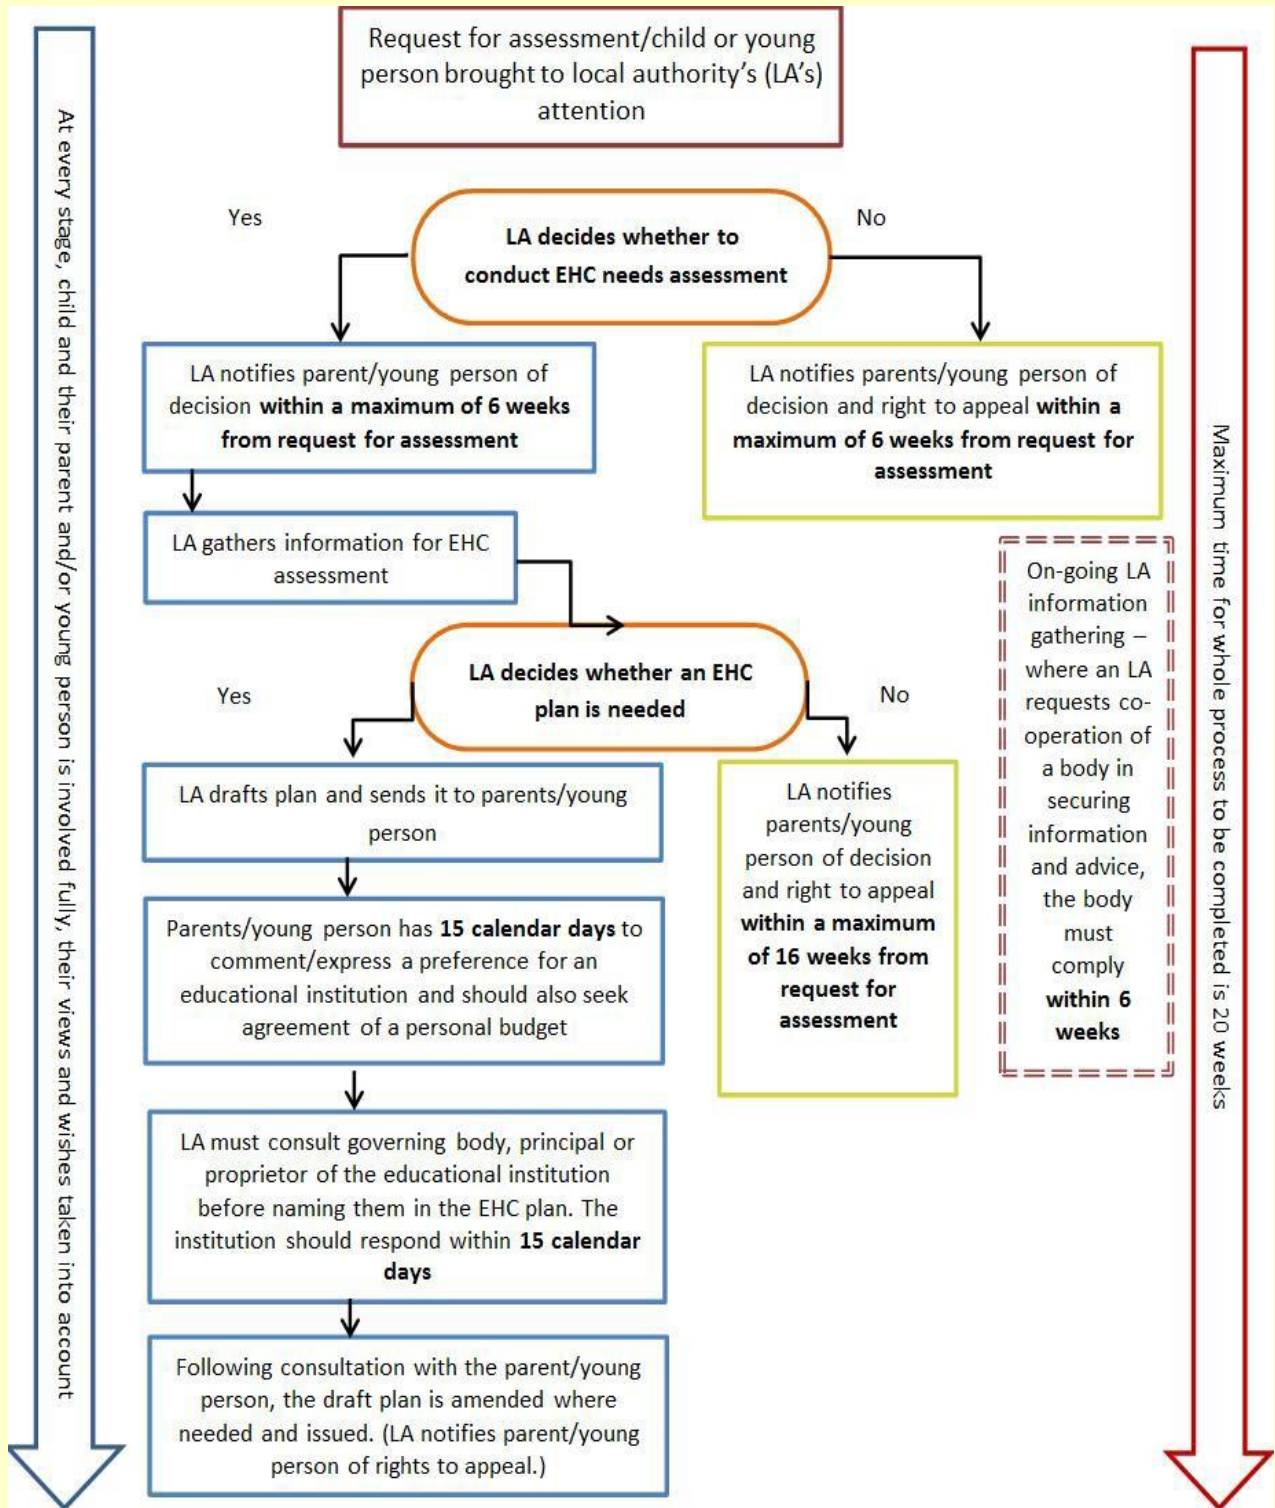 Request for assessment/child or young
person brought to local authority's (LA's)
attention
At every stage, child and their parent and/or young person is involved fully, their views and wishes taken into account
Maximum time for whole process to be completed is 20 weeks
Yes
No
LA decides whether to
conduct EHC needs assessment
LA notifies parent/young person of
decision within a maximum of 6 weeks
from request for assessment
LA notifies parents/young person of
decision and right to appeal within a
maximum of 6 weeks from request for
assessment
LA gathers information for EHC
assessment
On-going LA
information
gathering –
where an LA
requests co-
operation of
a body in
securing
information
and advice,
the body
must
comply
within 6
weeks
LA decides whether an EHC
plan is needed
Yes
No
LA drafts plan and sends it to parents/young
person
LA notifies
parents/young
person of decision
and right to appeal
within a maximum
of 16 weeks from
request for
assessment
Parents/young person has 15 calendar days to
comment/express a preference for an
educational institution and should also seek
agreement of a personal budget
LA must consult governing body, principal or
proprietor of the educational institution
before naming them in the EHC plan. The
institution should respond within 15 calendar
days
Following consultation with the parent/young
person, the draft plan is amended where
needed and issued. (LA notifies parent/young
person of rights to appeal.)